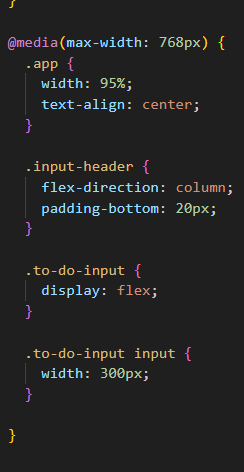 }
@media(max-width: 768px) {
.app {
width: 95%;
text-align: center;
}
.input-header {
flex-direction: column;
padding-bottom: 20px;
}
.to-do-input {
display: flex;
}
.to-do-input input {
width: 300px;
}
}